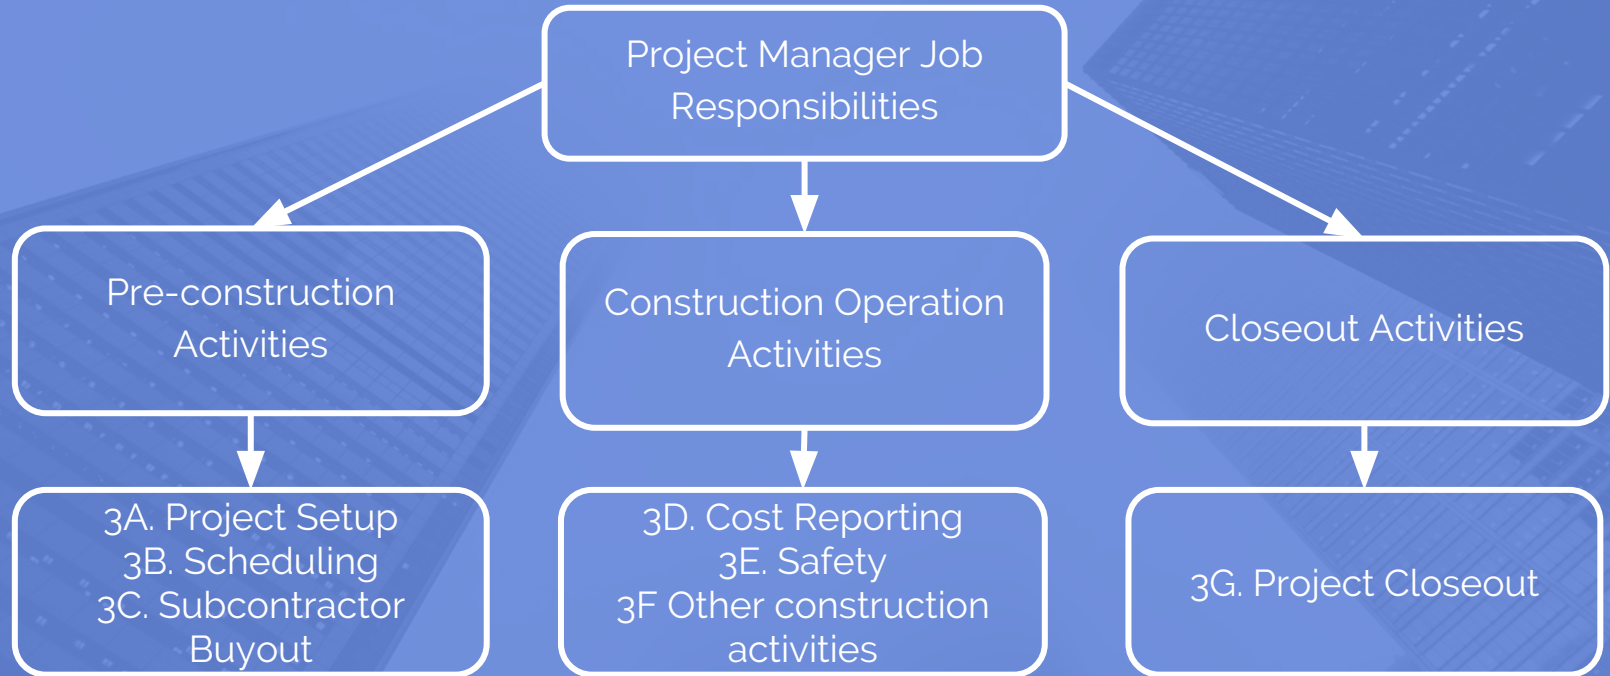 Project Manager Job
Responsibilities
Pre-construction
Activities
Construction Operation
Activities
Closeout Activities
3A. Project Setup
3B. Scheduling
3C. Subcontractor
Buyout
3D. Cost Reporting
3E. Safety
3F Other construction
activities
3G. Project Closeout